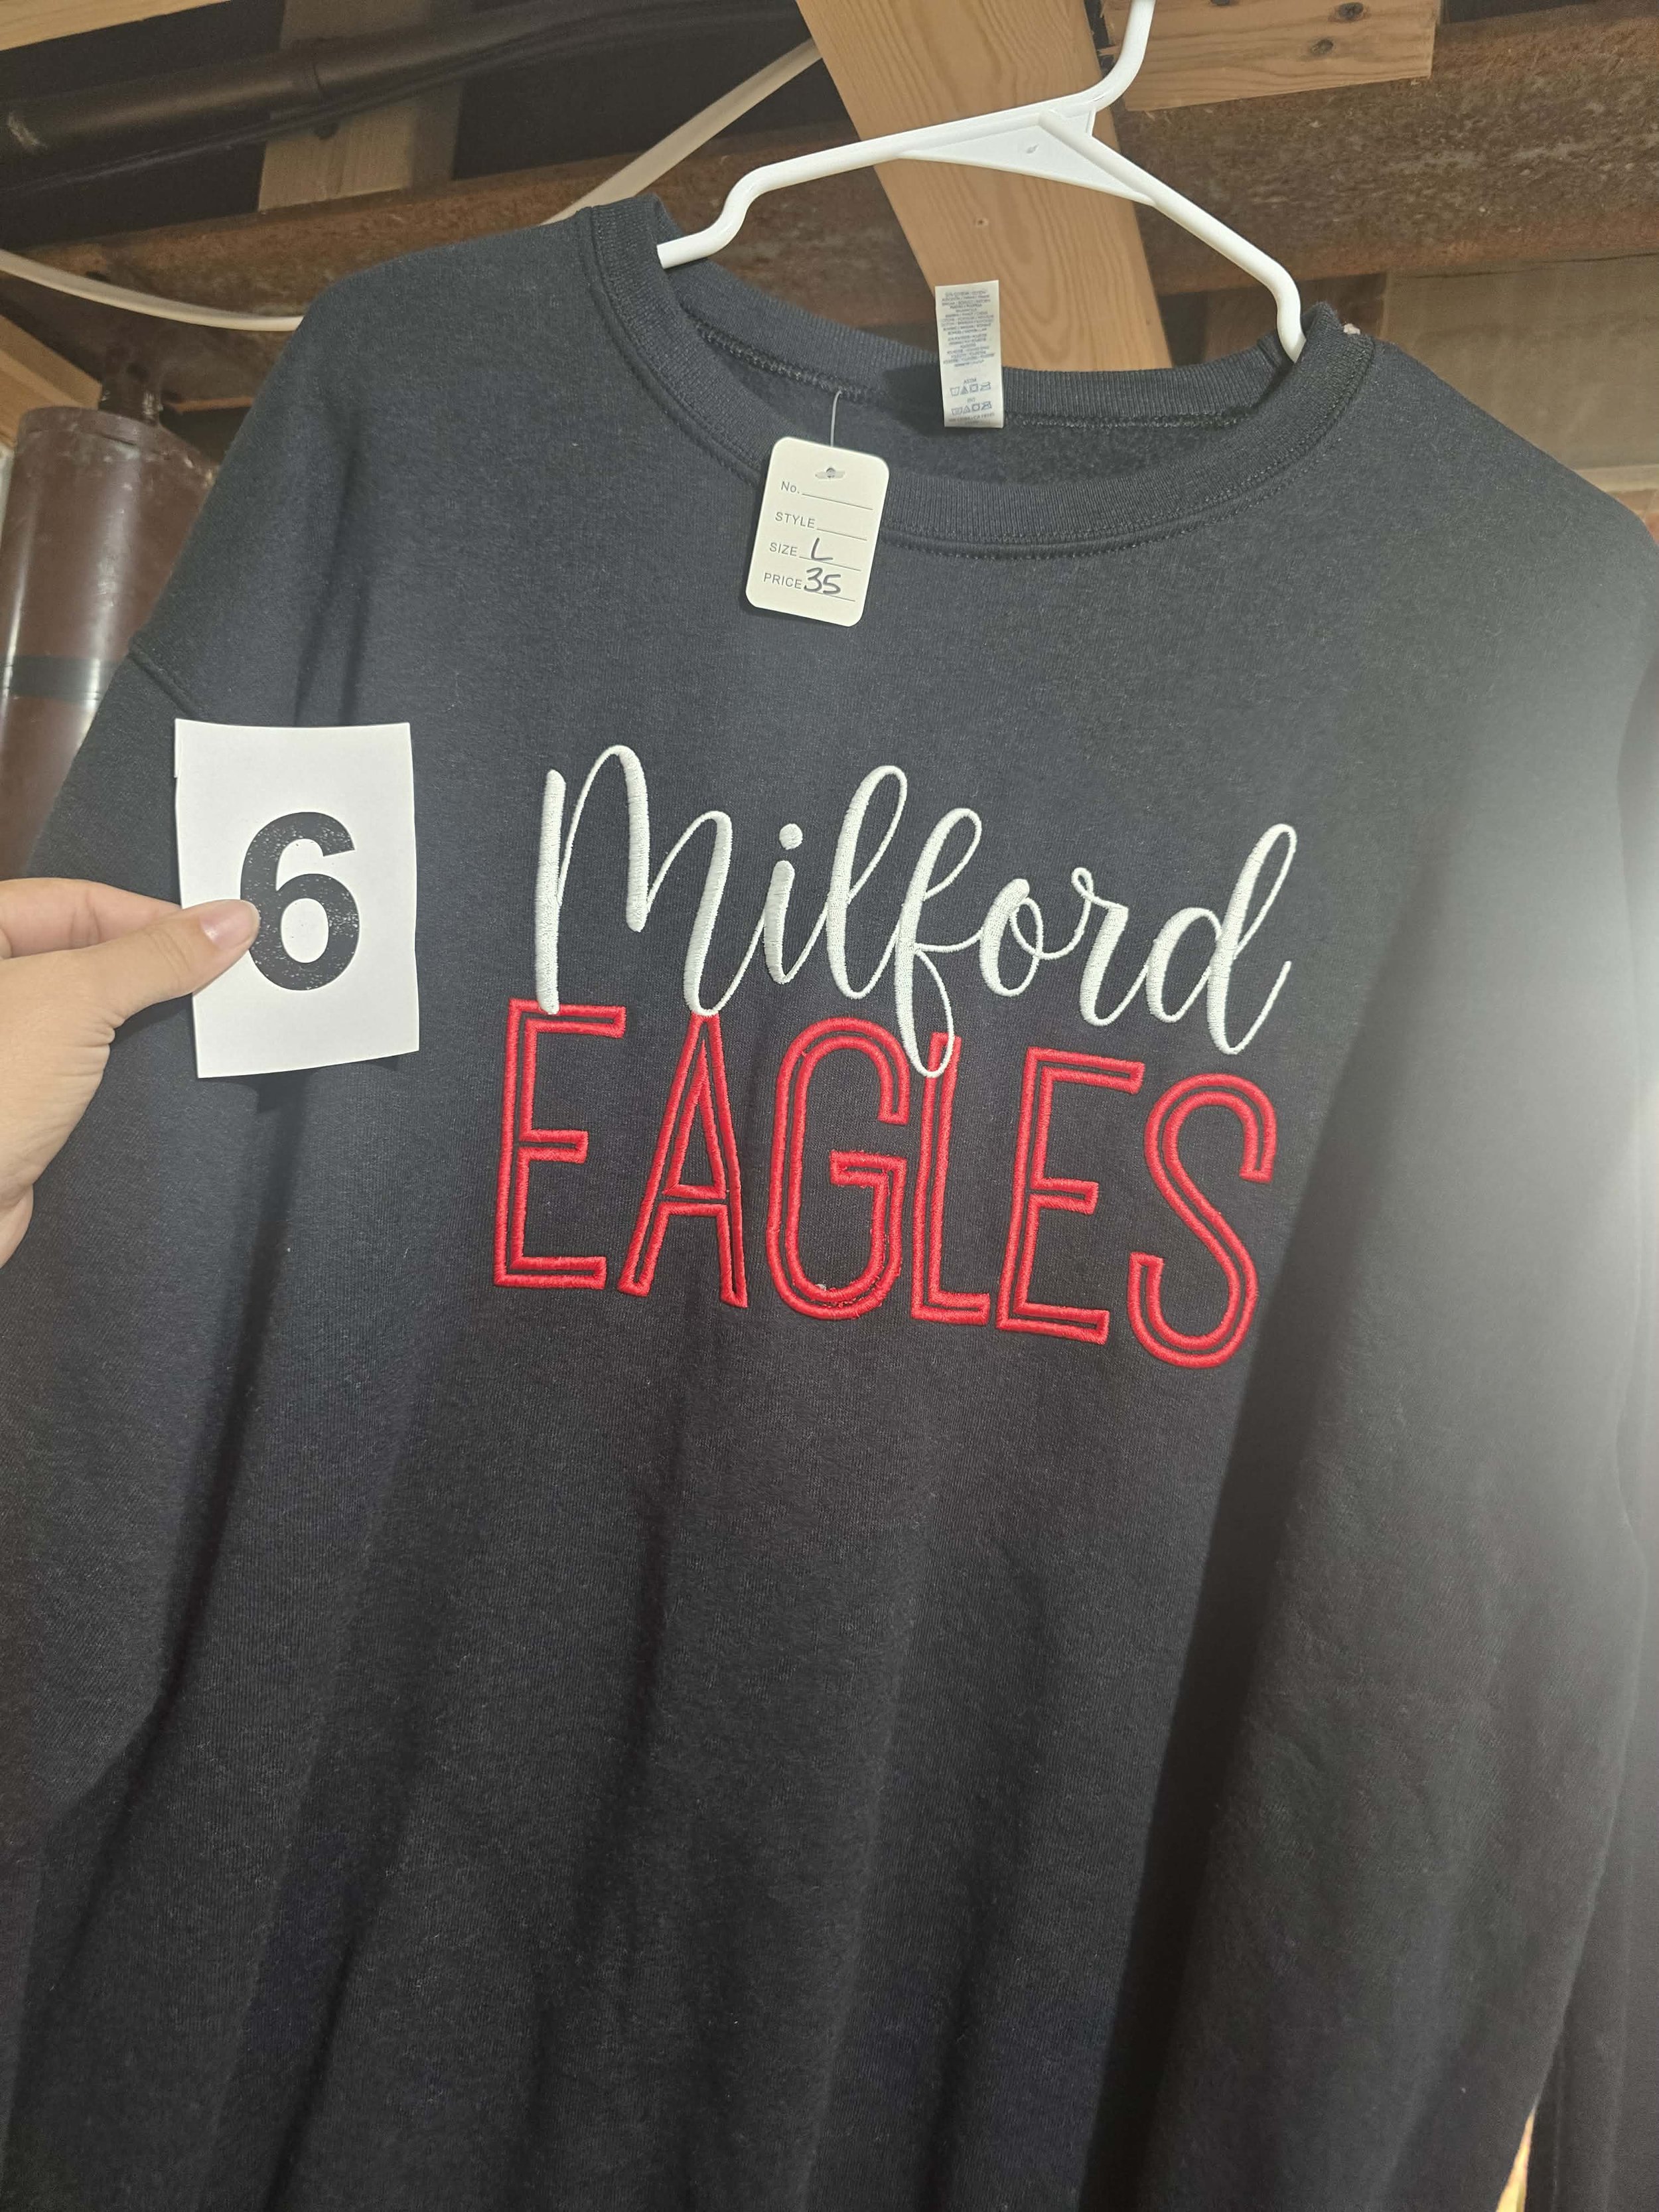 No.
STYLE
SIZE L
PRICE 35
6
Milford
EAGLES